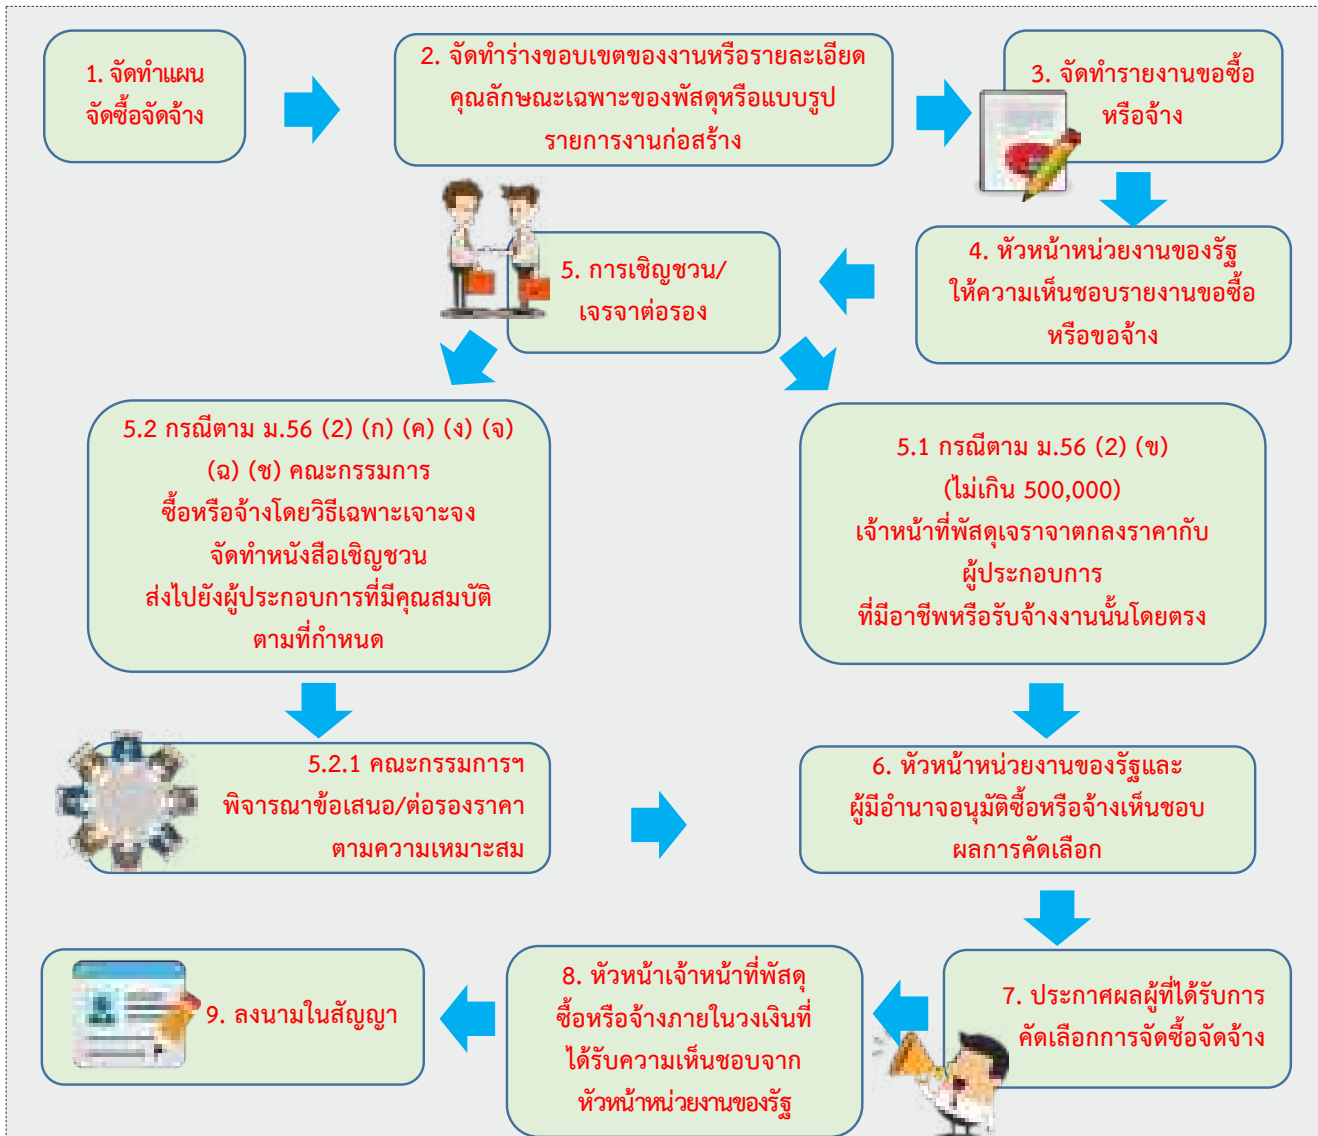 1. จัดทำแผน
จัดซื้อจัดจ้าง
2. จัดทำร่างขอบเขตของงานหรือรายละเอียด
คุณลักษณะเฉพาะของพัสดุหรือแบบรูป
รายการงานก่อสร้าง
3. จัดทำรายงานขอซื้อ
หรือจ้าง
4. หัวหน้าหน่วยงานของรัฐ
ให้ความเห็นชอบรายงานขอซื้อ
หรือขอจ้าง
5. การเชิญชวน/
เจรจาต่อรอง
5.2 กรณีตาม ม.56 (2) (ก) (ค) (ง) (จ)
(ฉ) (ช) คณะกรรมการ
ซื้อหรือจ้างโดยวิธีเฉพาะเจาะจง
จัดทำหนังสือเชิญชวน
ส่งไปยังผู้ประกอบการที่มีคุณสมบัติ
ตามที่กำหนด
5.1 กรณีตาม ม.56 (2) (ข)
(ไม่เกิน 500,000)
เจ้าหน้าที่พัสดุเจราจาตกลงราคากับ
ผู้ประกอบการ
ที่มีอาชีพหรือรับจ้างงานนั้นโดยตรง
5.2.1 คณะกรรมการฯ
พิจารณาข้อเสนอ/ต่อรองราคา
ตามความเหมาะสม
6. หัวหน้าหน่วยงานของรัฐและ
ผู้มีอำนาจอนุมัติซื้อหรือจ้างเห็นชอบ
ผลการคัดเลือก
7. ประกาศผลผู้ที่ได้รับการ
คัดเลือกการจัดซื้อจัดจ้าง
8. หัวหน้าเจ้าหน้าที่พัสดุ
ซื้อหรือจ้างภายในวงเงินที่
ได้รับความเห็นชอบจาก
หัวหน้าหน่วยงานของรัฐ
9. ลงนามในสัญญา